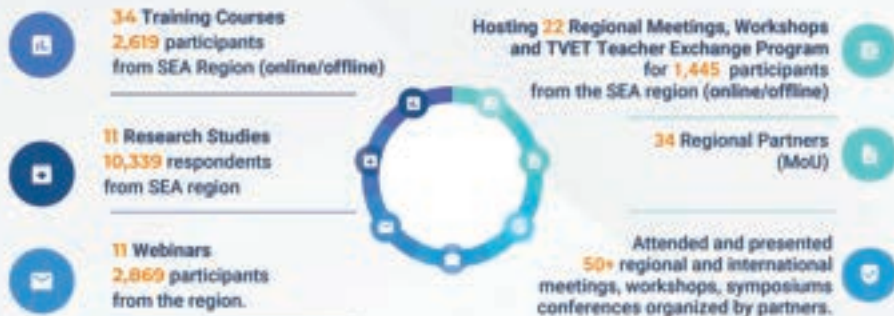 34 Training Courses
2,619 participants
from SEA Region (online/offline)
11 Research Studies
10,339 respondents
from SEA region
11 Webinars
2,869 participants
from the region.
Hosting 22 Regional Meetings, Workshops
and TVET Teacher Exchange Program
for 1,445 participants
from the SEA region (online/offline)
34 Regional Partners
(MoU)
Attended and presented
50+ regional and international
meetings, workshops, symposiums
conferences organized by partners.